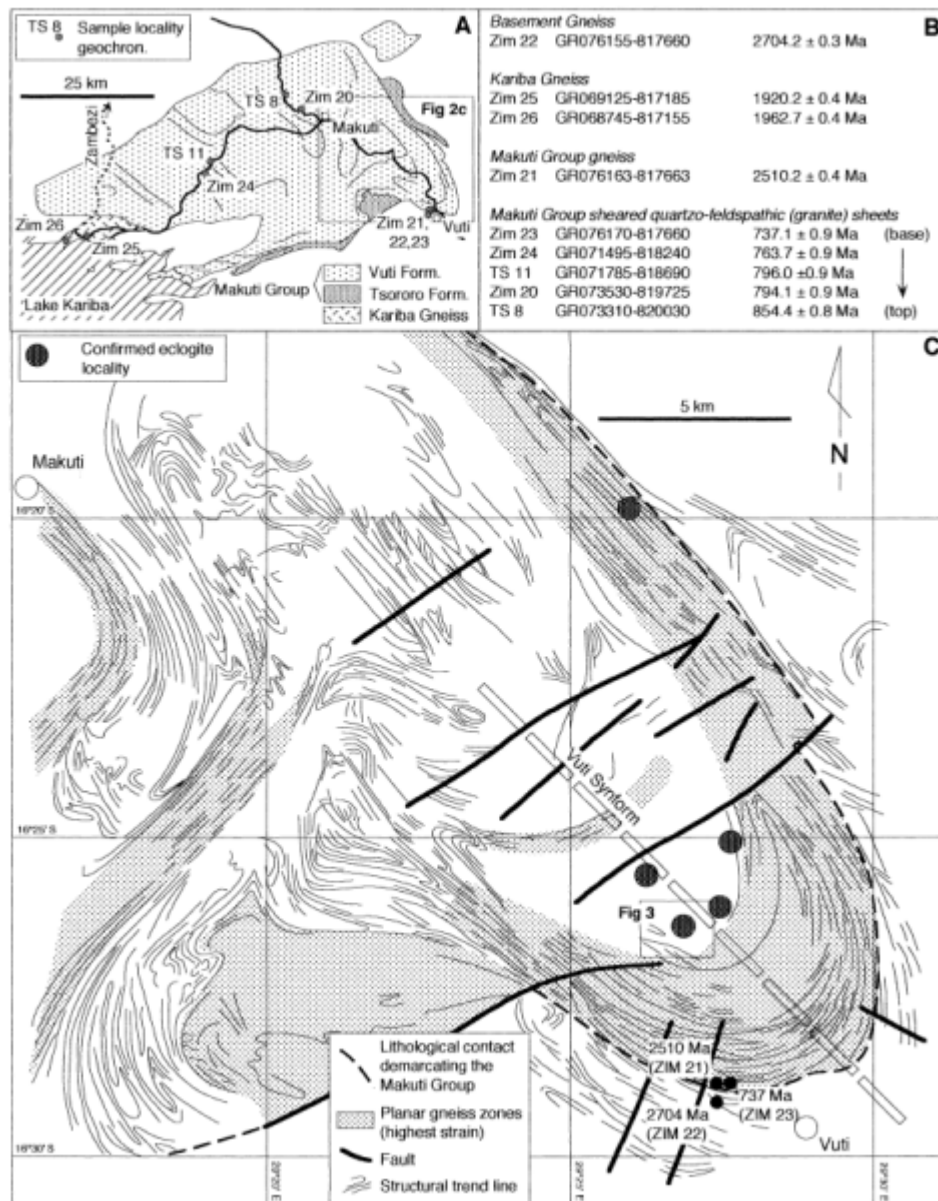 TS 8 Sample locality
geochron.
A
25 km
Zambezi
TS 8
Zim 20
Fig 2c
Makuti
TS 11
Zim 24
Zim 26
Zim 25
Zim 21,
22,23
Vuti
Lake Kariba
Makuti Group
Vuti Form.
Tsororo Form.
Kariba Gneiss
B
Basement Gneiss
Zim 22 GR076155-817660 2704.2 ± 0.3 Ma
Kariba Gneiss
Zim 25 GR069125-817185 1920.2 ± 0.4 Ma
Zim 26 GR068745-817155 1962.7 ± 0.4 Ma
Makuti Group gneiss
Zim 21 GR076163-817663 2510.2 ± 0.4 Ma
Makuti Group sheared quartzo-feldspathic (granite) sheets
Zim 23 GR076170-817660 737.1 ± 0.9 Ma (base)
Zim 24 GR071495-818240 763.7 ± 0.9 Ma
TS 11 GR071785-818690 796.0 ±0.9 Ma
Zim 20 GR073530-819725 794.1 ± 0.9 Ma
TS 8 GR073310-820030 854.4 ± 0.8 Ma (top)
C
Confirmed eclogite
locality
5 km
N
Makuti
16°20' S
Vuti Synform
16°25' S
Fig 3
2510 Ma
(ZIM 21)
737 Ma
(ZIM 23)
2704 Ma
(ZIM 22)
Vuti
Lithological contact
demarcating the
Makuti Group
Planar gneiss zones
(highest strain)
Fault
Structural trend line
16°30' S
29°20' E
29°30' E